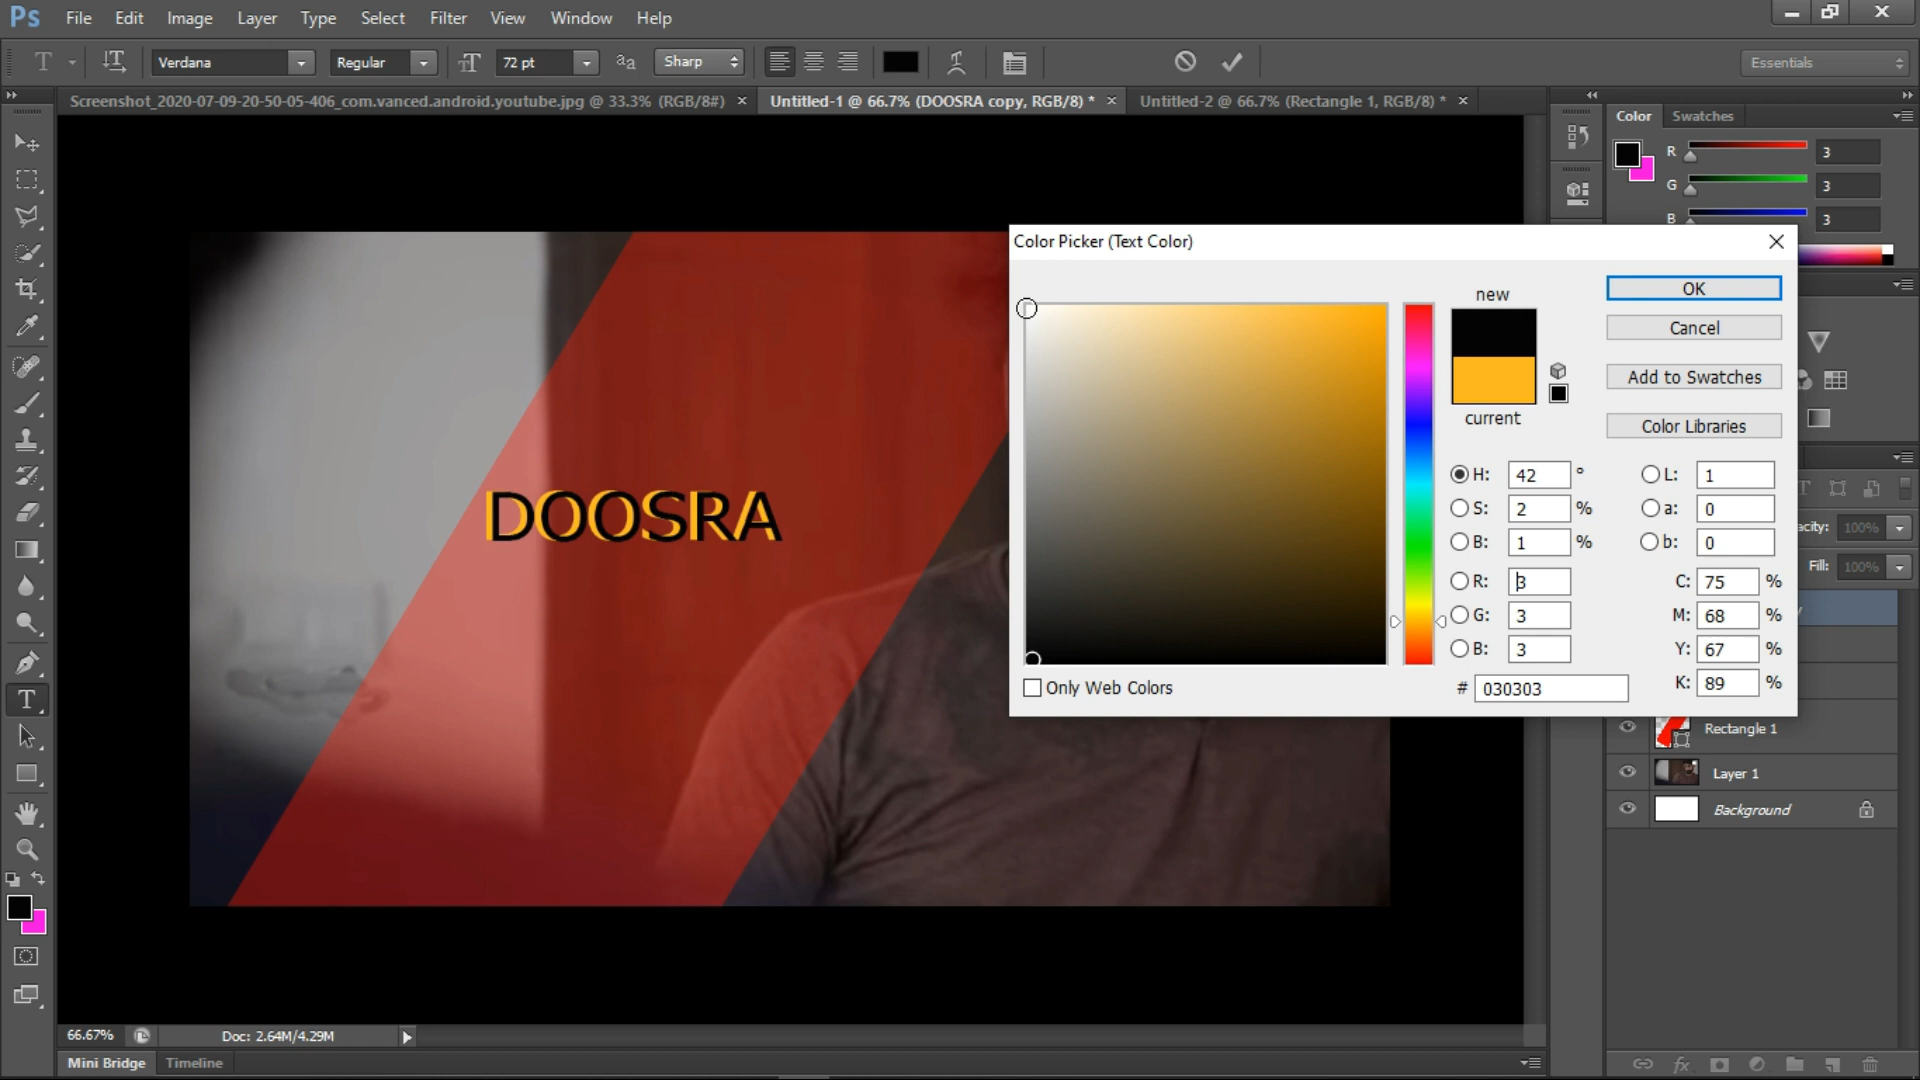 Ps File Edit Image Layer Type Select Filter View Window Help
T Verdana Regular 72 pt Sharp Essentials
Screenshot_2020-07-09-20-50-05-406_com.vanced.android.youtube.jpg @ 33.3% (RGB/8#) × Untitled-1 @ 66.7% (DOOSRA copy, RGB/8) * × Untitled-2 @ 66.7% (Rectangle 1, RGB/8) * ×
Color Swatches
R 3
G 3
B 3
Color Picker (Text Color)
new
OK
Cancel
Add to Swatches
current
Color Libraries
H: 42 °
L: 1
S: 2 %
a: 0
B: 1 %
b: 0
R: 3
C: 75 %
G: 3
M: 68 %
B: 3
Y: 67 %
Only Web Colors
# 030303
K: 89 %
DOOSRA
acity: 100%
Fill: 100%
Rectangle 1
Layer 1
Background
66.67% Doc: 2.64M/4.29M
Mini Bridge Timeline